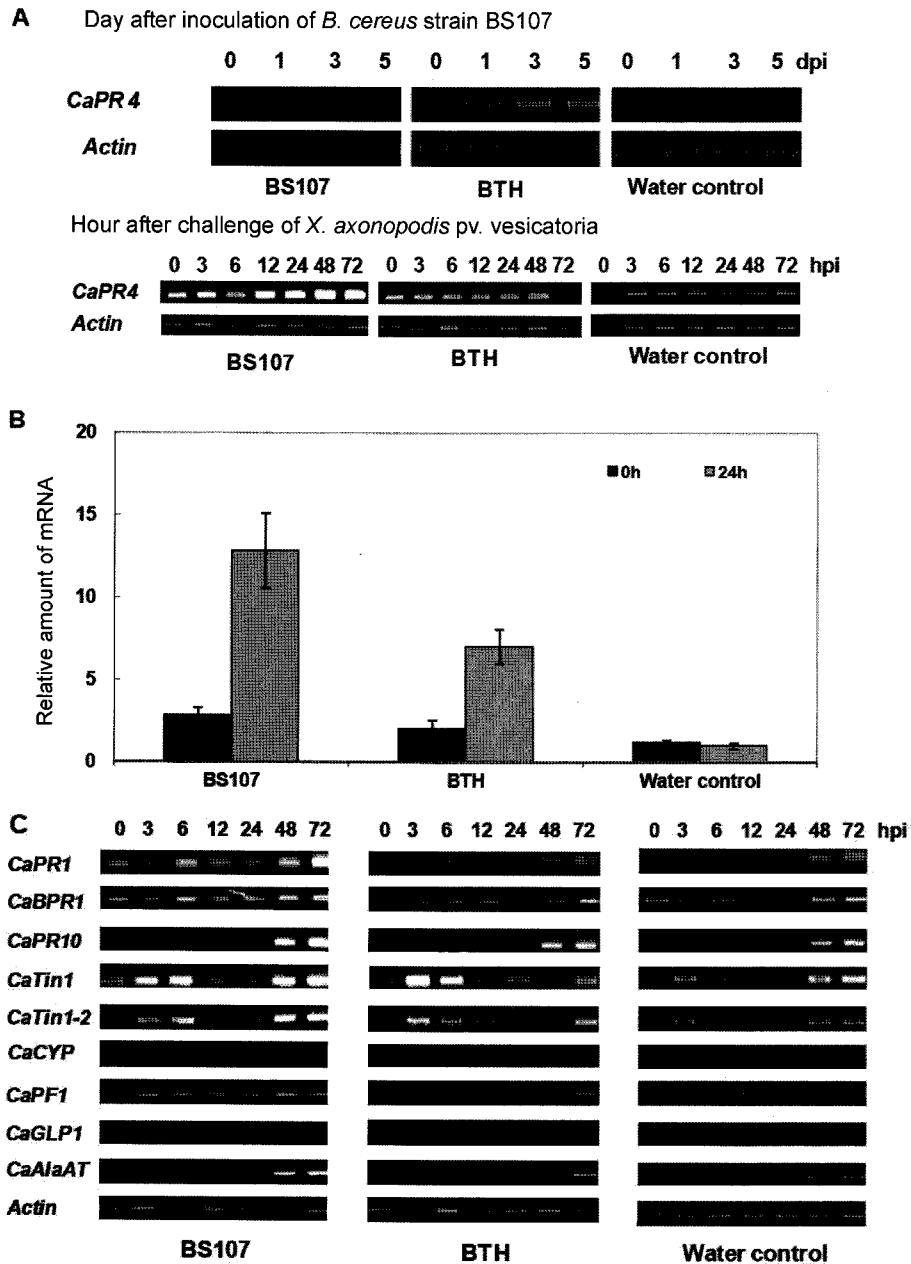 A
Day after inoculation of B. cereus strain BS107
0 1 3 5 0 1 3 5 0 1 3 5 dpi
CaPR 4
Actin
BS107 BTH Water control
Hour after challenge of X. axonopodis pv. vesicatoria
0 3 6 12 24 48 72 0 3 6 12 24 48 72 0 3 6 12 24 48 72 hpi
CaPR4
Actin
BS107 BTH Water control
B
Relative amount of mRNA
20
15
10
5
0
0h 24h
BS107 BTH Water control
C
0 3 6 12 24 48 72 0 3 6 12 24 48 72 0 3 6 12 24 48 72 hpi
CaPR1
CaBPR1
CaPR10
CaTin1
CaTin1-2
CaCYP
CaPF1
CaGLP1
CaAlaAT
Actin
BS107 BTH Water control